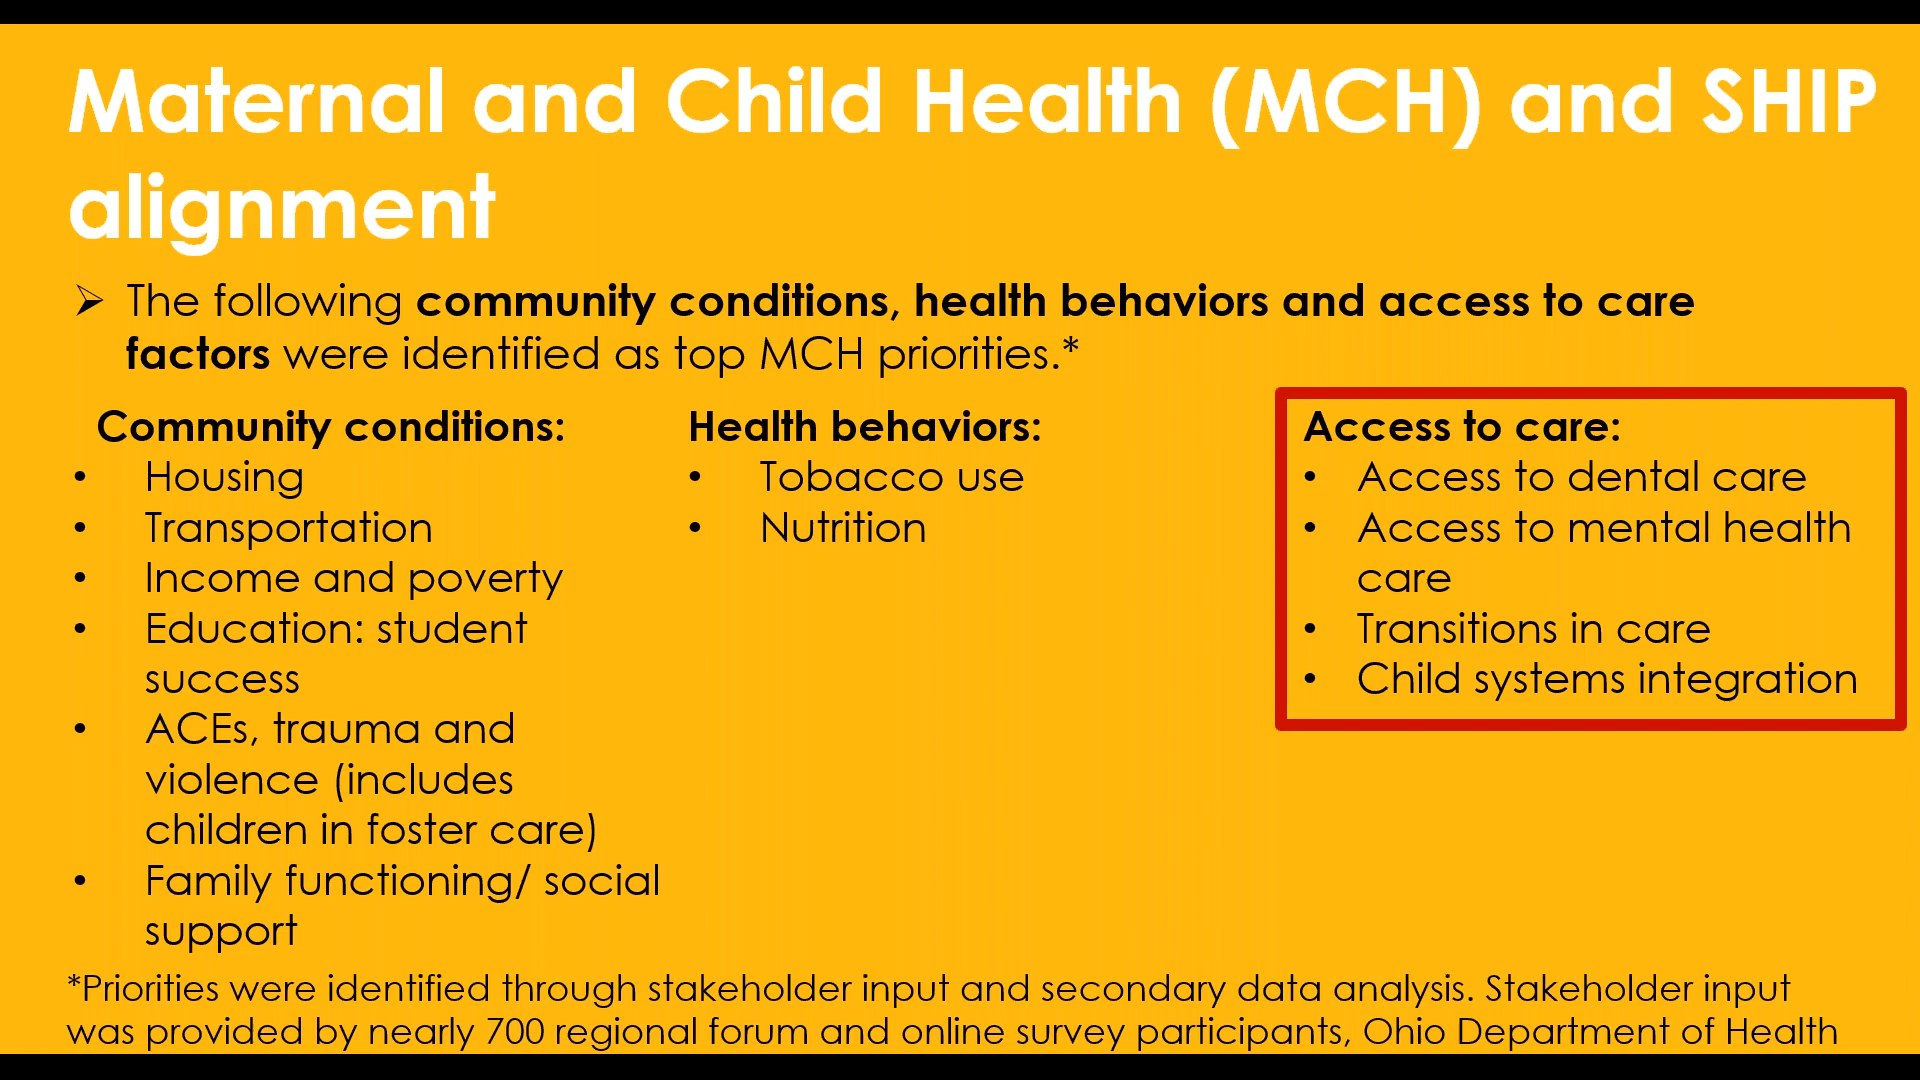 Maternal and Child Health (MCH) and SHIP
alignment
➢ The following community conditions, health behaviors and access to care
factors were identified as top MCH priorities.*
Community conditions:
• Housing
• Transportation
• Income and poverty
• Education: student
success
• ACEs, trauma and
violence (includes
children in foster care)
• Family functioning/ social
support
Health behaviors:
• Tobacco use
• Nutrition
Access to care:
• Access to dental care
• Access to mental health
care
• Transitions in care
• Child systems integration
*Priorities were identified through stakeholder input and secondary data analysis. Stakeholder input
was provided by nearly 700 regional forum and online survey participants, Ohio Department of Health